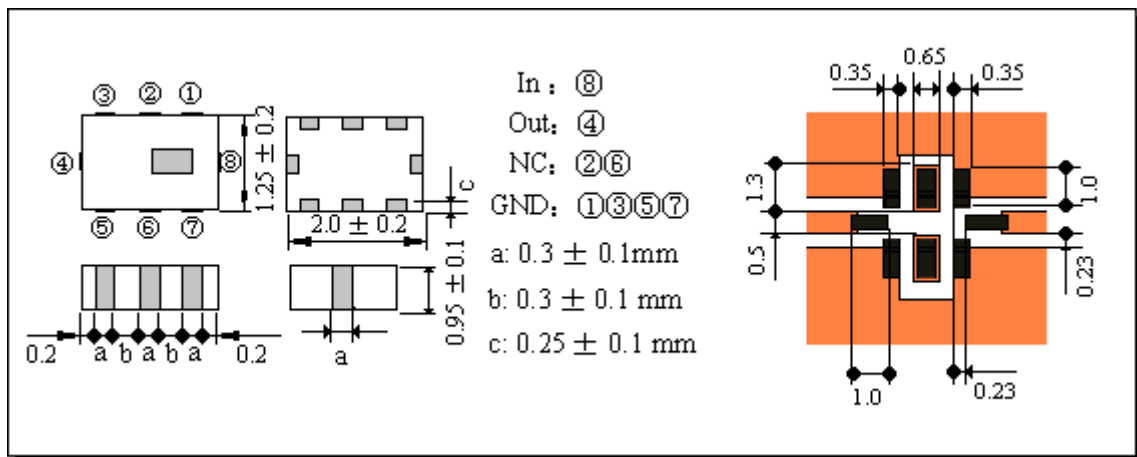 ③ ② ①
④
⑧
⑤ ⑥ ⑦
1.25 ± 0.2
c
2.0 ± 0.2
0.95 ± 0.1
0.2 a b a b a 0.2
a
In : ⑧
Out: ④
NC: ②⑥
GND: ①③⑤⑦
a: 0.3 ± 0.1mm
b: 0.3 ± 0.1 mm
c: 0.25 ± 0.1 mm
0.65
0.35
0.35
1.3
1.0
0.5
0.23
1.0
0.23